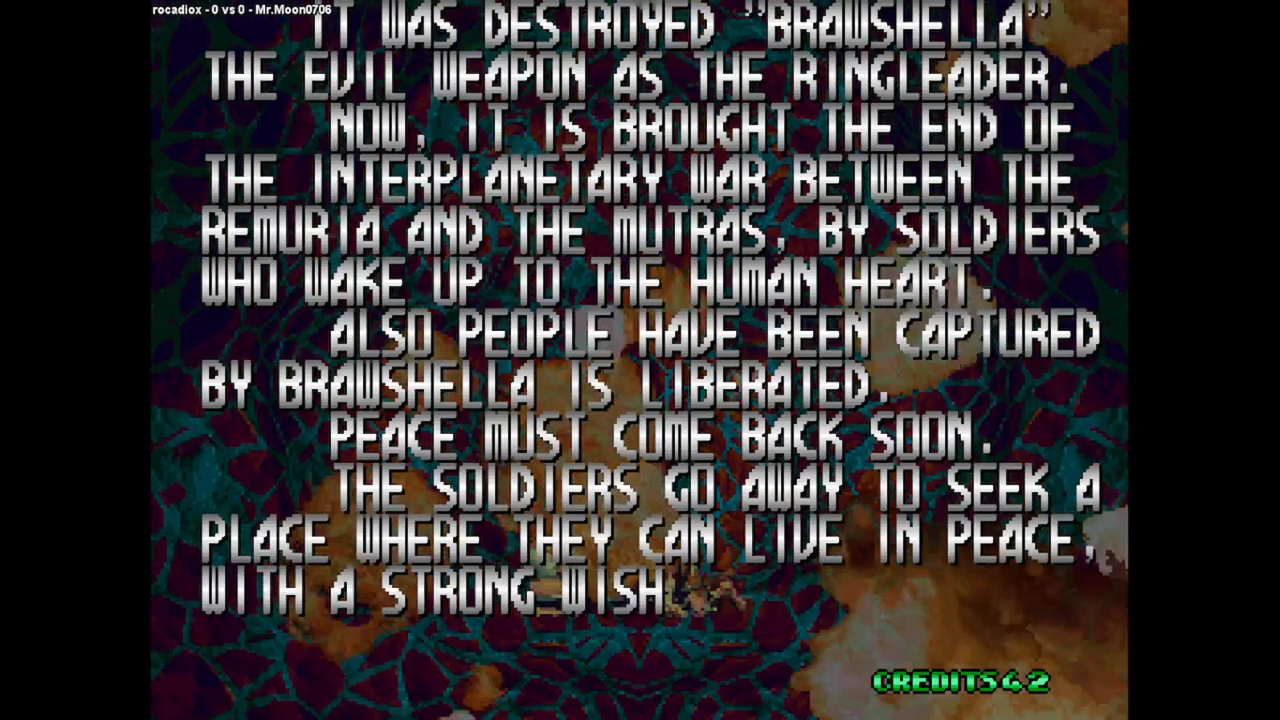 rocadiox - 0 vs 0 - Mr.Moon0706
IT WAS DESTROYED "BRAWSHELLA"
THE EVIL WEAPON AS THE RINGLEADER.
NOW, IT IS BROUGHT THE END OF
THE INTERPLANETARY WAR BETWEEN THE
REMURIA AND THE MUTRAS, BY SOLDIERS
WHO WAKE UP TO THE HUMAN HEART.
ALSO PEOPLE HAVE BEEN CAPTURED
BY BRAWSHELLA IS LIBERATED.
PEACE MUST COME BACK SOON.
THE SOLDIERS GO AWAY TO SEEK A
PLACE WHERE THEY CAN LIVE IN PEACE,
WITH A STRONG WISH
CREDITS 42